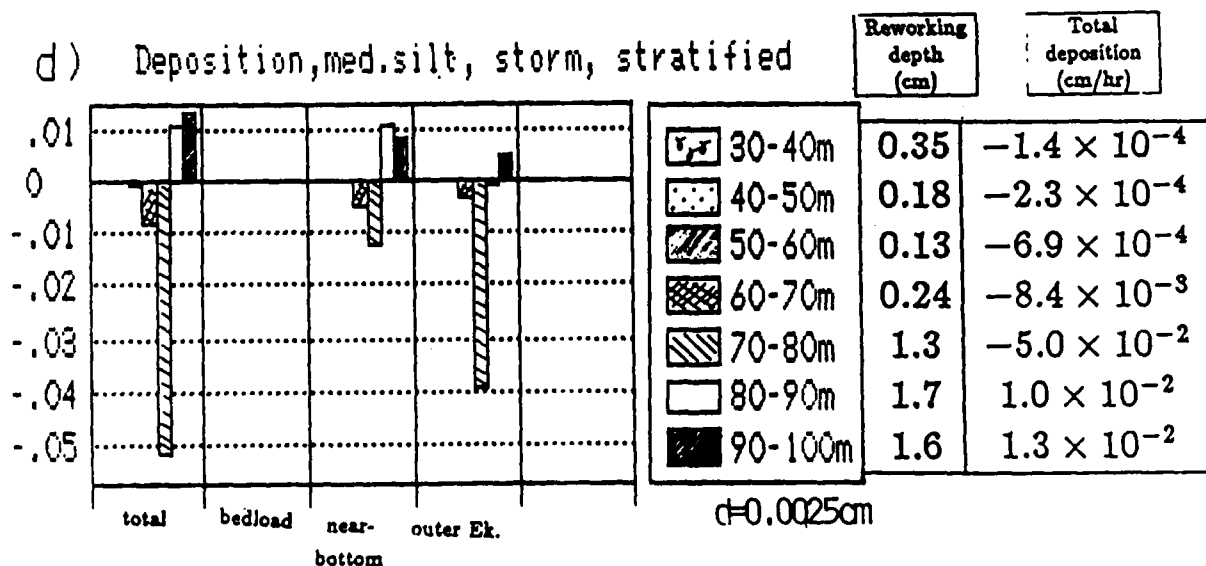 d) Deposition,med.silt, storm, stratified
Reworking
depth
(cm)
Total
deposition
(cm/hr)
.01
0
-.01
-.02
-.03
-.04
-.05
total
bedload
near-
bottom
outer Ek.
30-40m 0.35 −1.4 × 10⁻⁴
40-50m 0.18 −2.3 × 10⁻⁴
50-60m 0.13 −6.9 × 10⁻⁴
60-70m 0.24 −8.4 × 10⁻³
70-80m 1.3 −5.0 × 10⁻²
80-90m 1.7 1.0 × 10⁻²
90-100m 1.6 1.3 × 10⁻²
d=0.0025cm